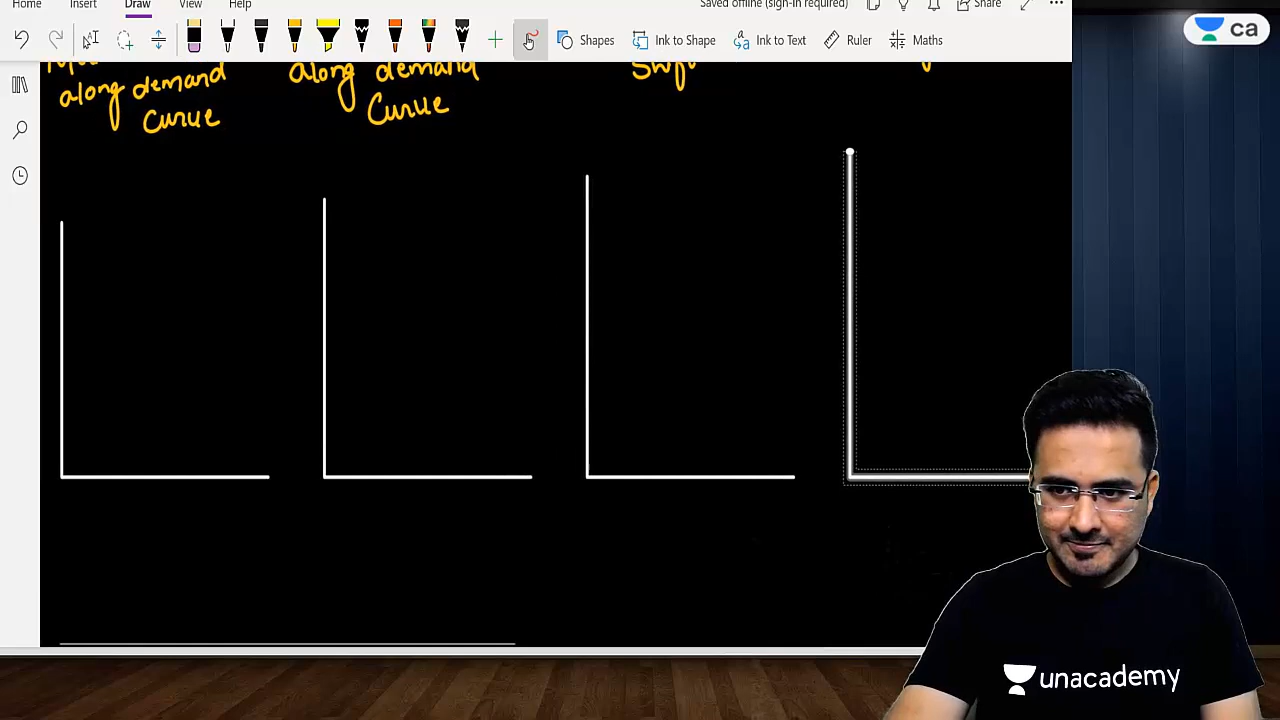 Home Insert Draw View Help Saved offline (sign-in required) Share
Shapes Ink to Shape Ink to Text Ruler Maths
ca
along demand along demand
Curve Curve
unacademy